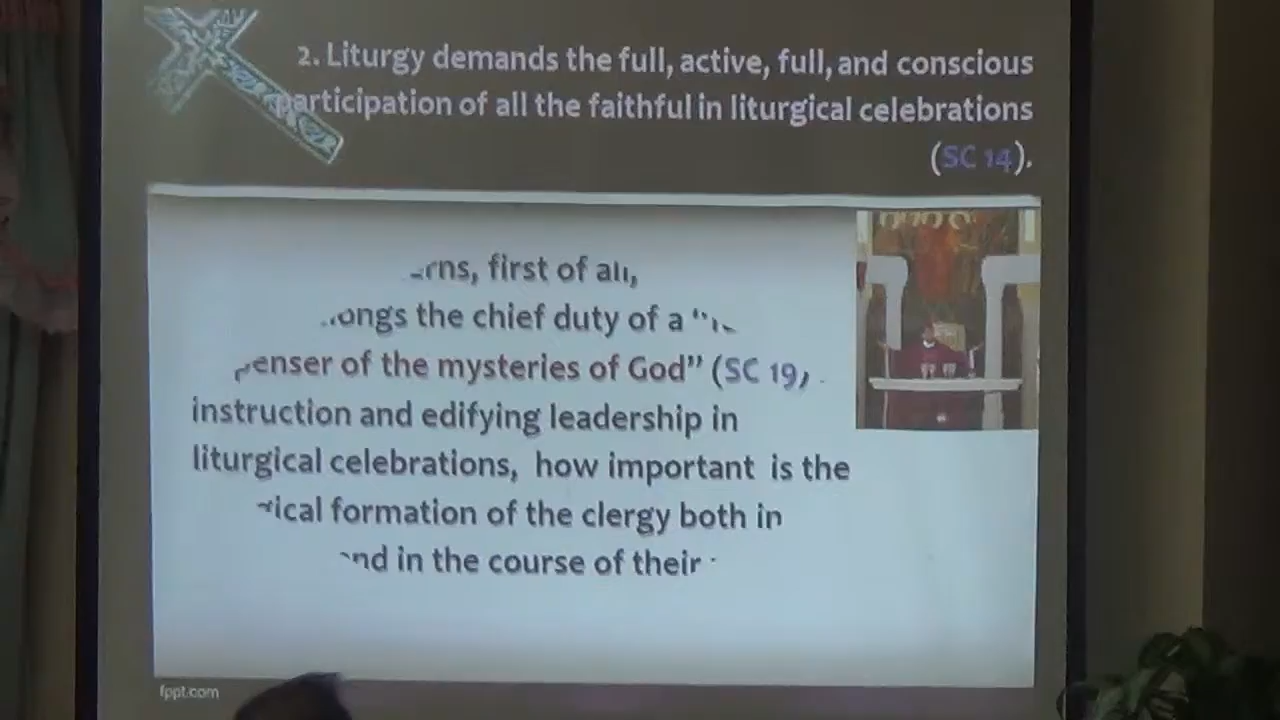 2. Liturgy demands the full, active, full, and conscious
participation of all the faithful in liturgical celebrations
(SC 14).
first of all,
the chief duty of a
of the mysteries of God” (SC 19,
instruction and edifying leadership in
liturgical celebrations, how important is the
formation of the clergy both in
in the course of their
fppt.com